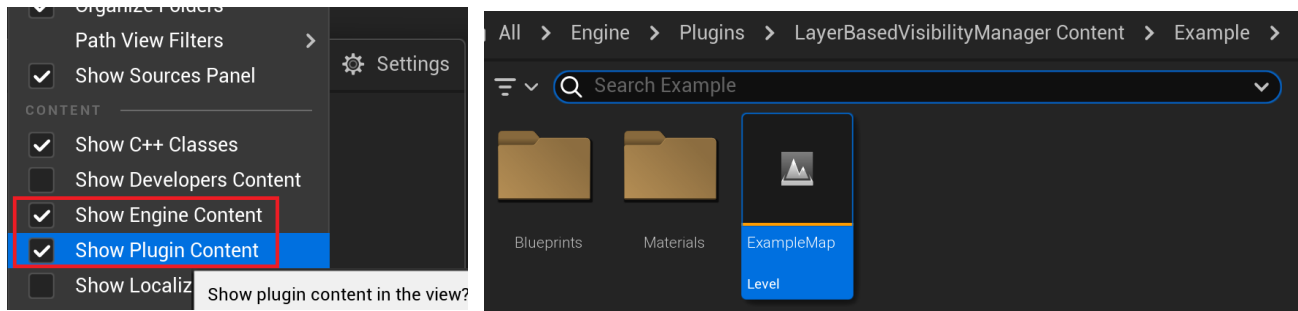 Organize Folders
Path View Filters >
Show Sources Panel
Settings
CONTENT
Show C++ Classes
Show Developers Content
Show Engine Content
Show Plugin Content
Show Localiz
Show plugin content in the view?
All > Engine > Plugins > LayerBasedVisibilityManager Content > Example >
Search Example
Blueprints
Materials
ExampleMap
Level